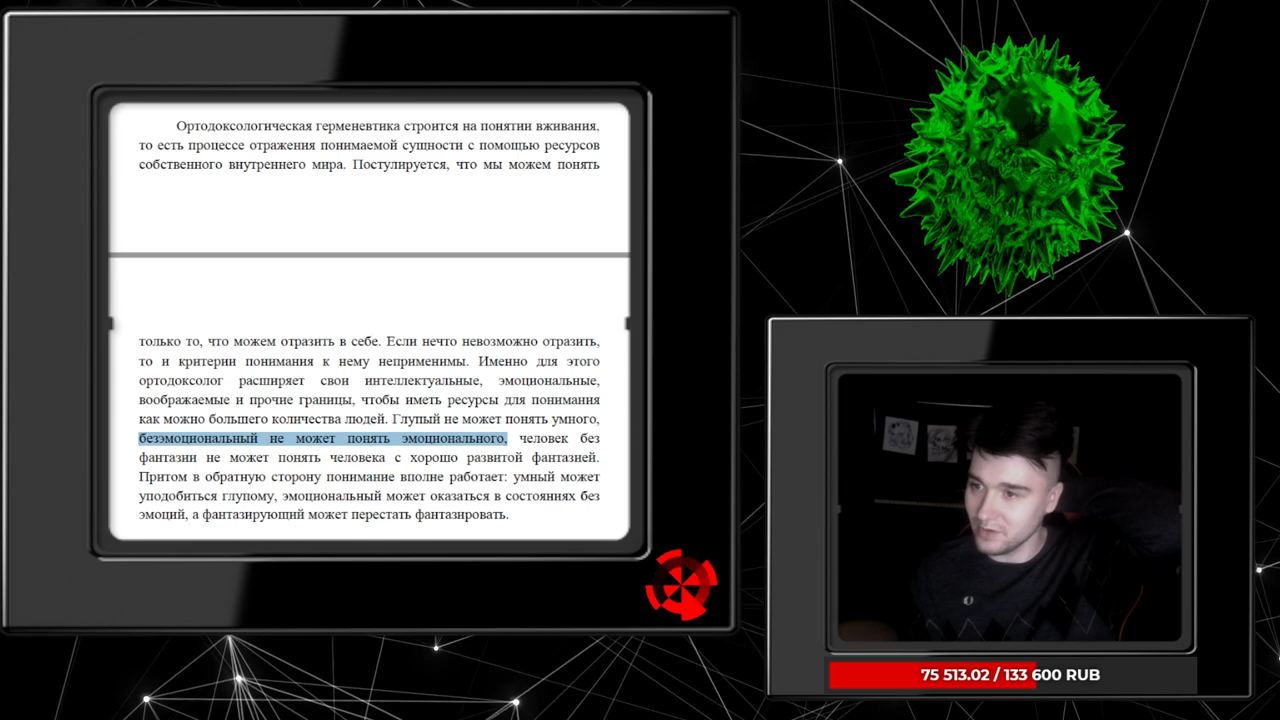 Ортодоксологическая герменевтика строится на понятии вживания,
то есть процессе отражения понимаемой сущности с помощью ресурсов
собственного внутреннего мира. Постулируется, что мы можем понять
только то, что можем отразить в себе. Если нечто невозможно отразить,
то и критерии понимания к нему неприменимы. Именно для этого
ортодоксолог расширяет свои интеллектуальные, эмоциональные,
воображаемые и прочие границы, чтобы иметь ресурсы для понимания
как можно большего количества людей. Глупый не может понять умного,
безэмоциональный не может понять эмоционального, человек без
фантазии не может понять человека с хорошо развитой фантазией.
Притом в обратную сторону понимание вполне работает: умный может
уподобиться глупому, эмоциональный может оказаться в состояниях без
эмоций, а фантазирующий может перестать фантазировать.
75 513.02 / 133 600 RUB